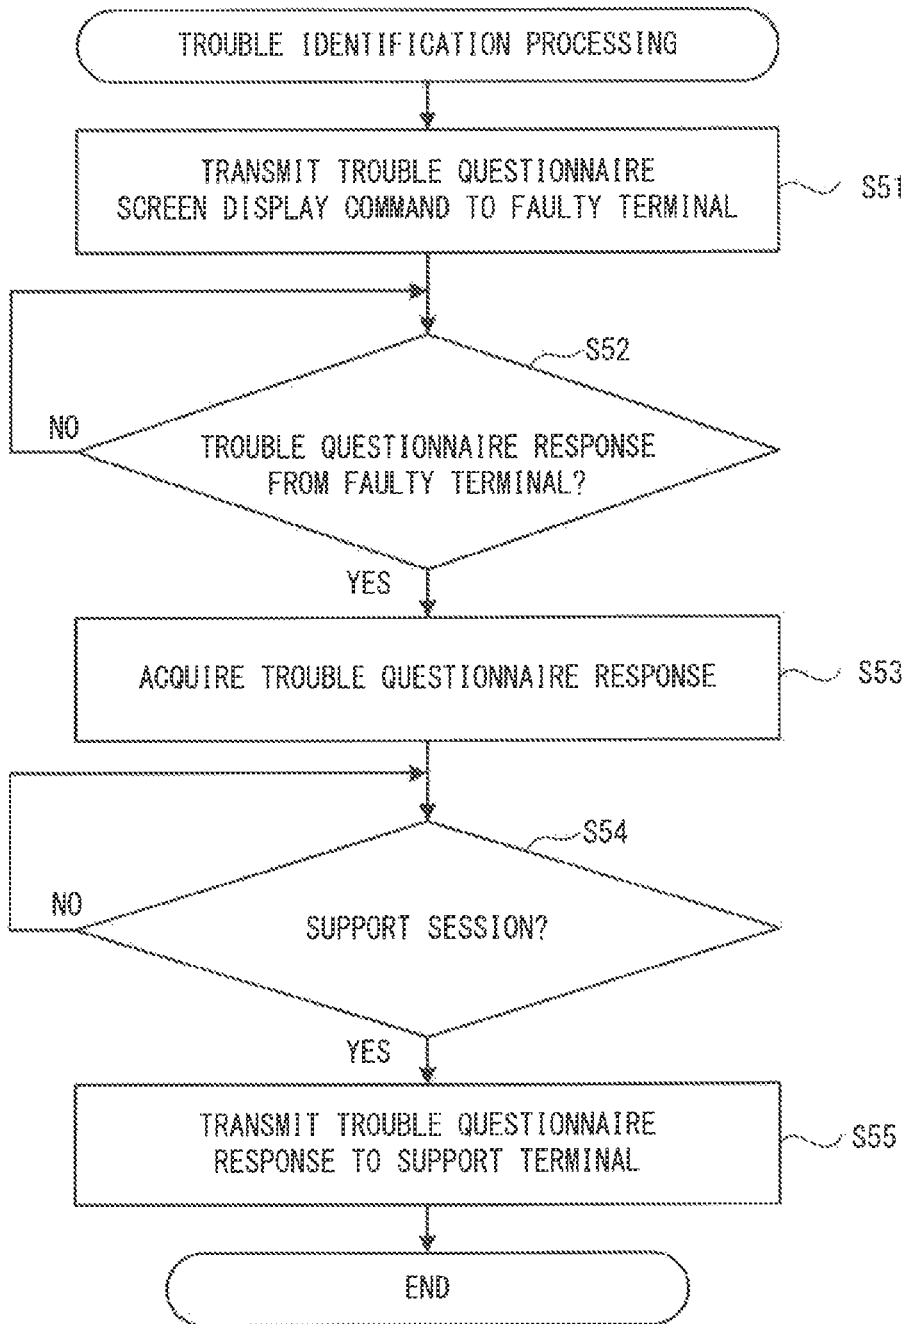 TROUBLE IDENTIFICATION PROCESSING
TRANSMIT TROUBLE QUESTIONNAIRE
SCREEN DISPLAY COMMAND TO FAULTY TERMINAL
S51
S52
NO
TROUBLE QUESTIONNAIRE RESPONSE
FROM FAULTY TERMINAL?
YES
ACQUIRE TROUBLE QUESTIONNAIRE RESPONSE
S53
S54
NO
SUPPORT SESSION?
YES
TRANSMIT TROUBLE QUESTIONNAIRE
RESPONSE TO SUPPORT TERMINAL
S55
END